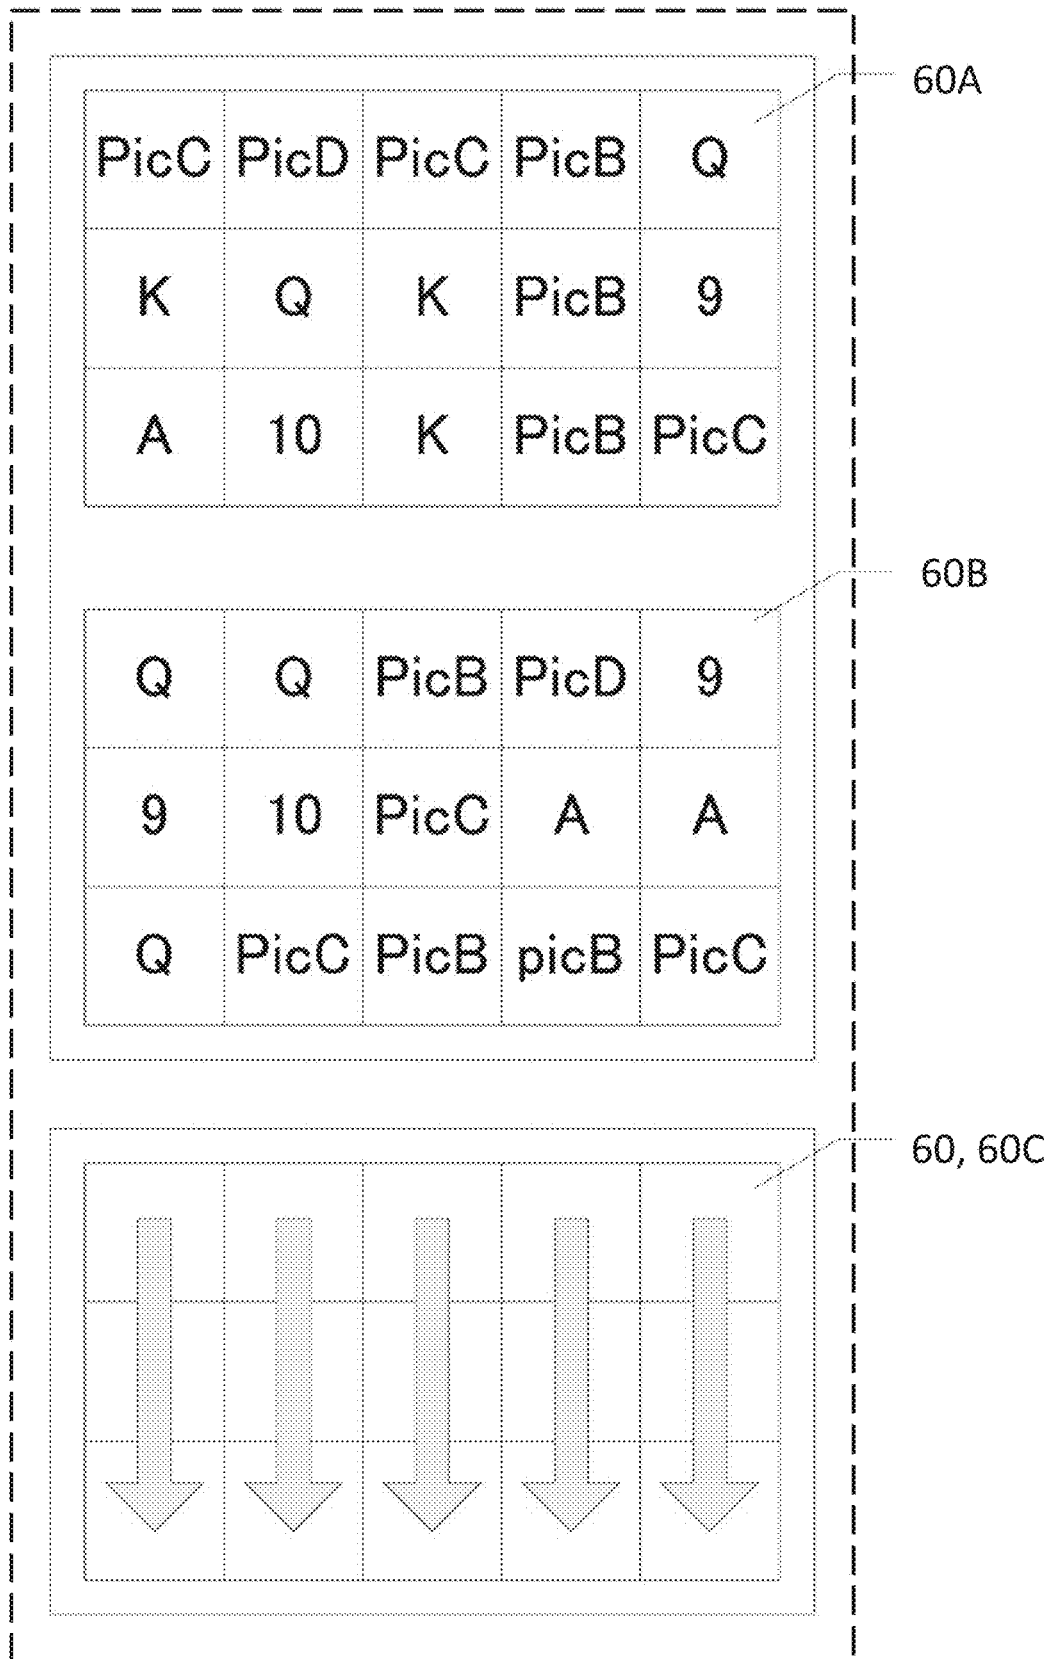 60A
PicC PicD PicC PicB Q
K Q K PicB 9
A 10 K PicB PicC
60B
Q Q PicB PicD 9
9 10 PicC A A
Q PicC PicB picB PicC
60, 60C